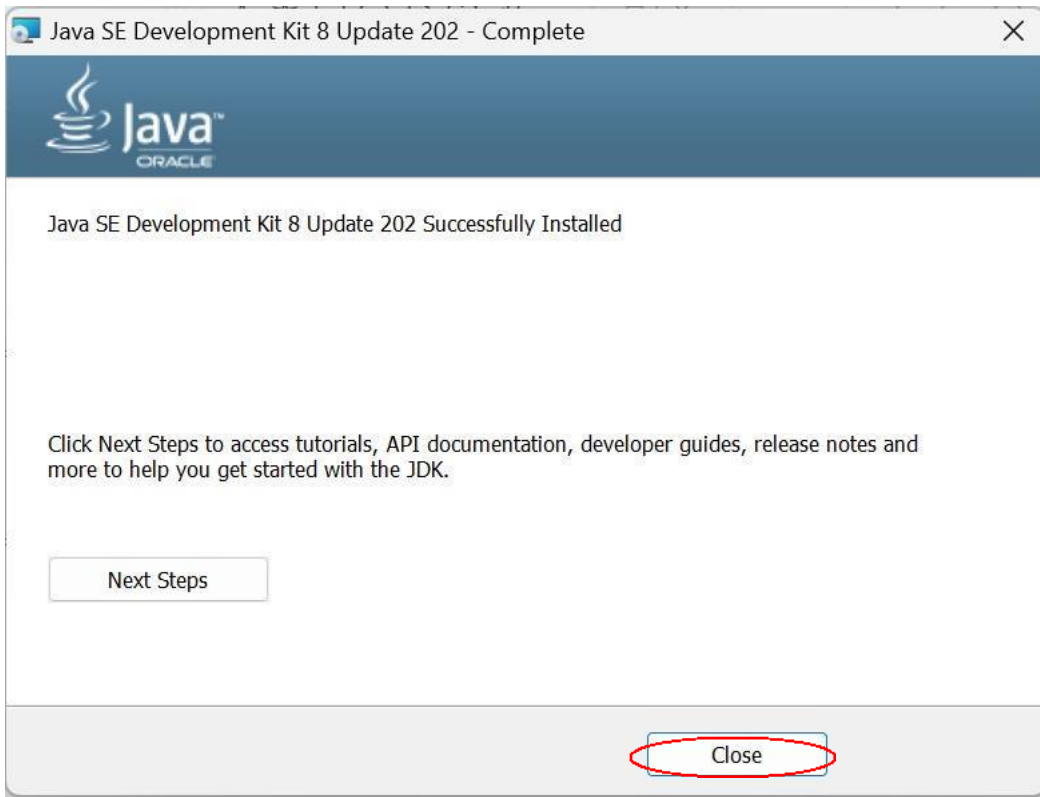 Java SE Development Kit 8 Update 202 - Complete
Java™
ORACLE
Java SE Development Kit 8 Update 202 Successfully Installed
Click Next Steps to access tutorials, API documentation, developer guides, release notes and
more to help you get started with the JDK.
Next Steps
Close